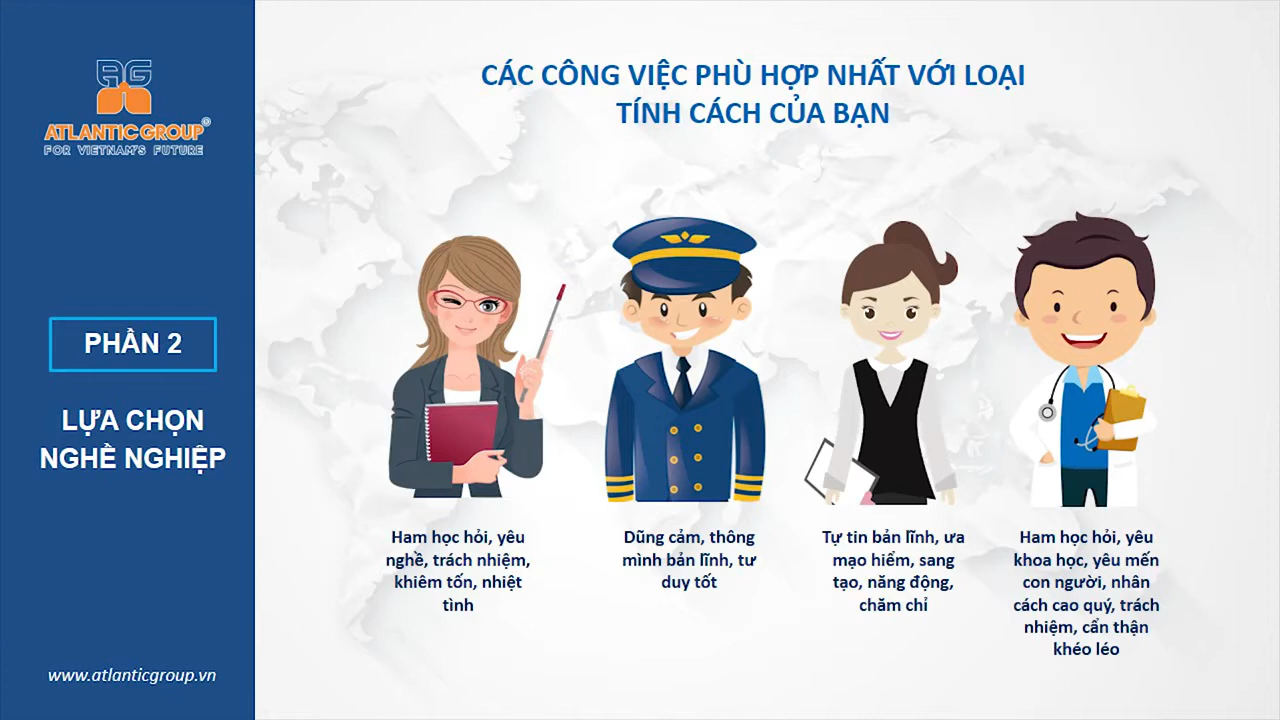 AG
ATLANTIC GROUP®
FOR VIETNAM'S FUTURE
PHẦN 2
LỰA CHỌN
NGHỀ NGHIỆP
www.atlanticgroup.vn
CÁC CÔNG VIỆC PHÙ HỢP NHẤT VỚI LOẠI
TÍNH CÁCH CỦA BẠN
Ham học hỏi, yêu
nghề, trách nhiệm,
khiêm tốn, nhiệt
tình
Dũng cảm, thông
mình bản lĩnh, tư
duy tốt
Tự tin bản lĩnh, ưa
mạo hiểm, sang
tạo, năng động,
chăm chỉ
Ham học hỏi, yêu
khoa học, yêu mến
con người, nhân
cách cao quý, trách
nhiệm, cẩn thận
khéo léo